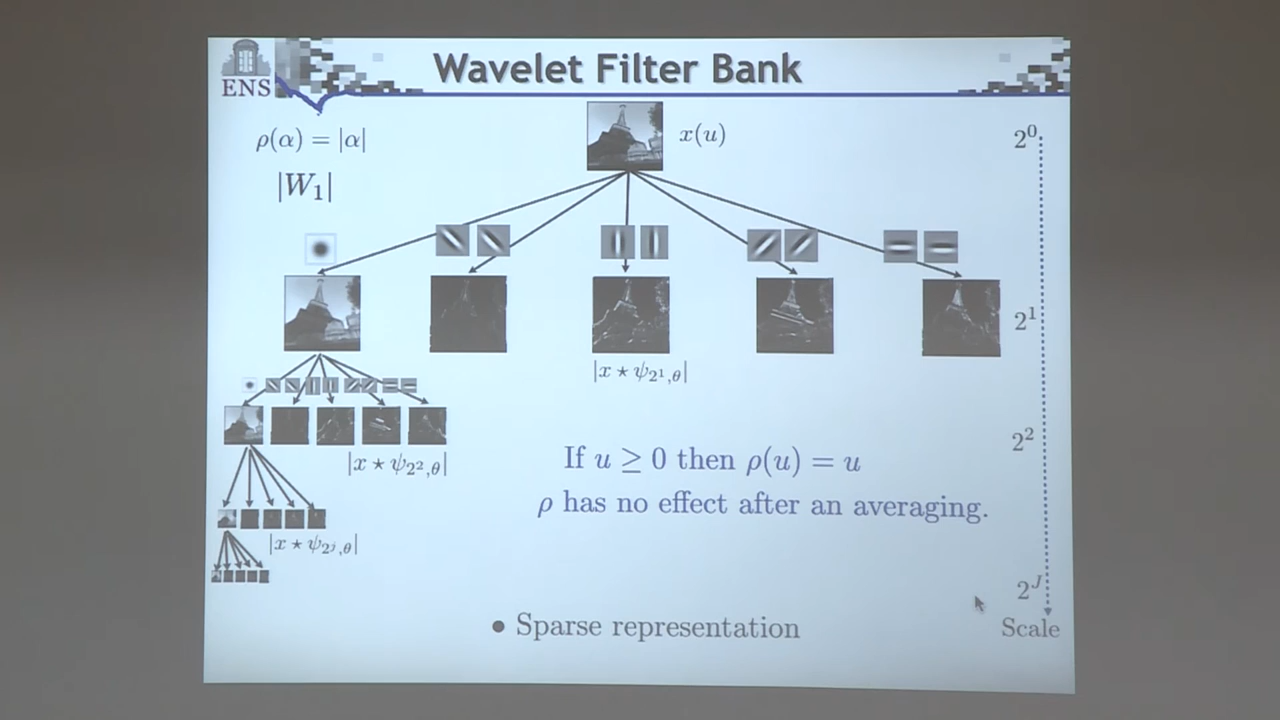 ENS
Wavelet Filter Bank
ρ(α) = |α|
|W₁|
x(u)
2⁰
2¹
|x ⋆ ψ_{2¹,θ}|
2²
|x ⋆ ψ_{2²,θ}|
If u ≥ 0 then ρ(u) = u
ρ has no effect after an averaging.
|x ⋆ ψ_{2ʲ,θ}|
2ᴶ
Scale
• Sparse representation